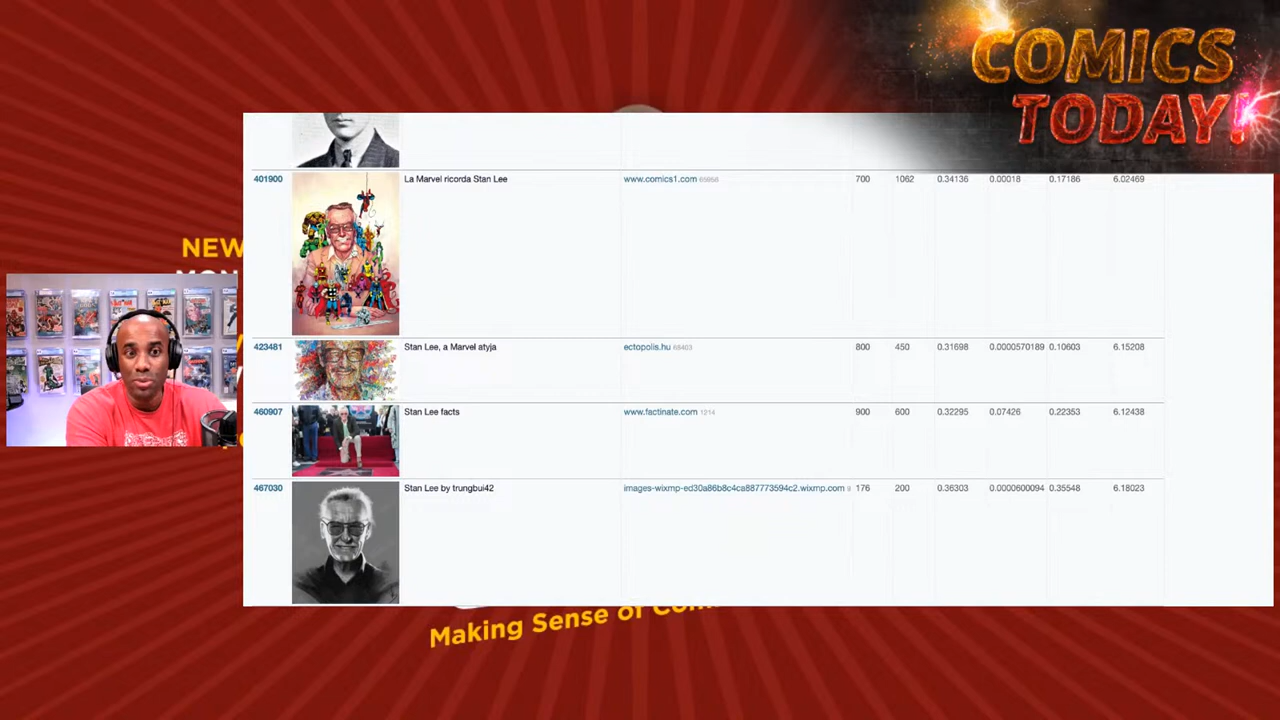 COMICS
TODAY!
401900 La Marvel ricorda Stan Lee www.comics1.com 65956 700 1062 0.34136 0.00018 0.17186 6.02469
NEW
423481 Stan Lee, a Marvel atyja ectopolis.hu 700 800 450 0.31698 0.0000570189 0.10603 6.15208
460907 Stan Lee facts www.factinate.com 1214 900 600 0.32295 0.07426 0.22353 6.12438
467030 Stan Lee by trungbui42 images-wixmp-ed30a86b8c4ca887773594c2.wixmp.com 9 176 200 0.36303 0.0000600094 0.35548 6.18023
Making Sense of